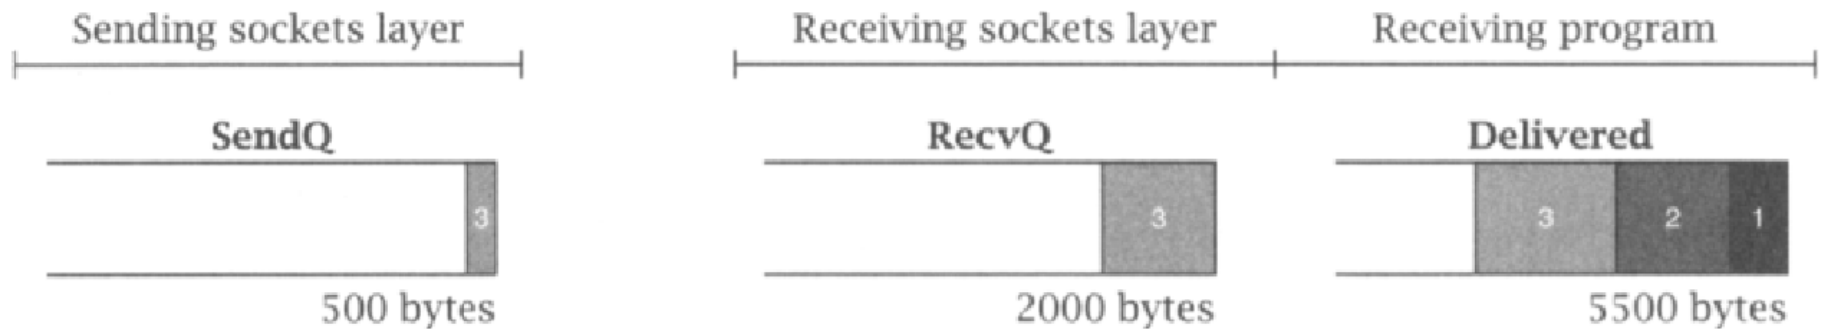 Sending sockets layer Receiving sockets layer Receiving program
SendQ RecvQ Delivered
3 3 3 2 1
500 bytes 2000 bytes 5500 bytes